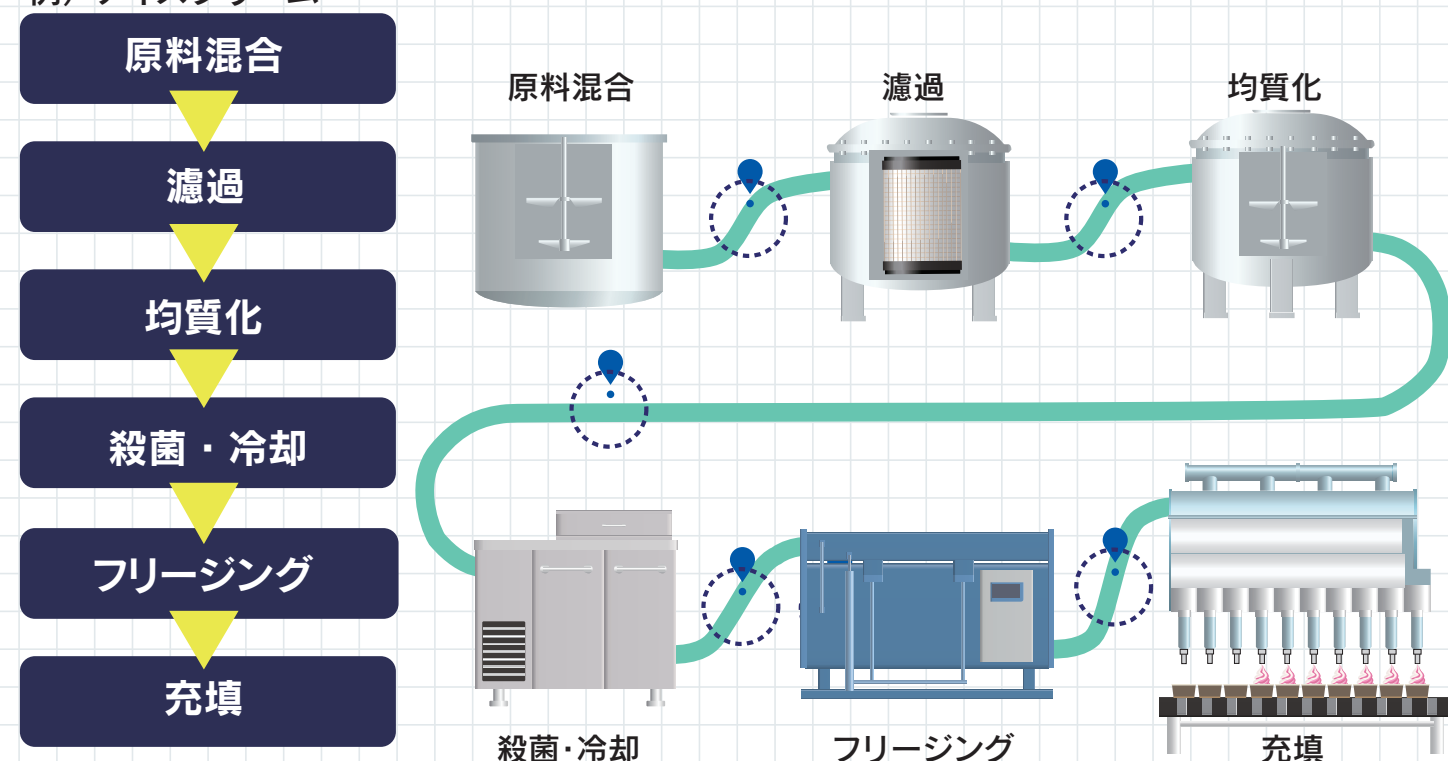 原料混合
濾過
均質化
殺菌・冷却
フリージング
充填
原料混合
濾過
均質化
殺菌・冷却
フリージング
充填